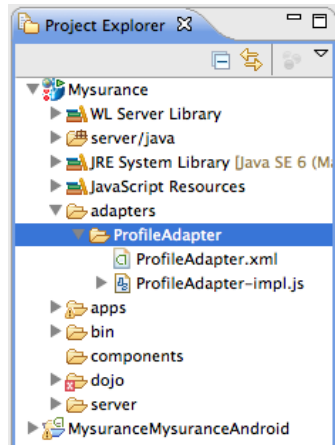 Project Explorer
Mysurance
WL Server Library
server/java
JRE System Library [Java SE 6 (Ma
JavaScript Resources
adapters
ProfileAdapter
ProfileAdapter.xml
ProfileAdapter-impl.js
apps
bin
components
dojo
server
MysuranceMysuranceAndroid